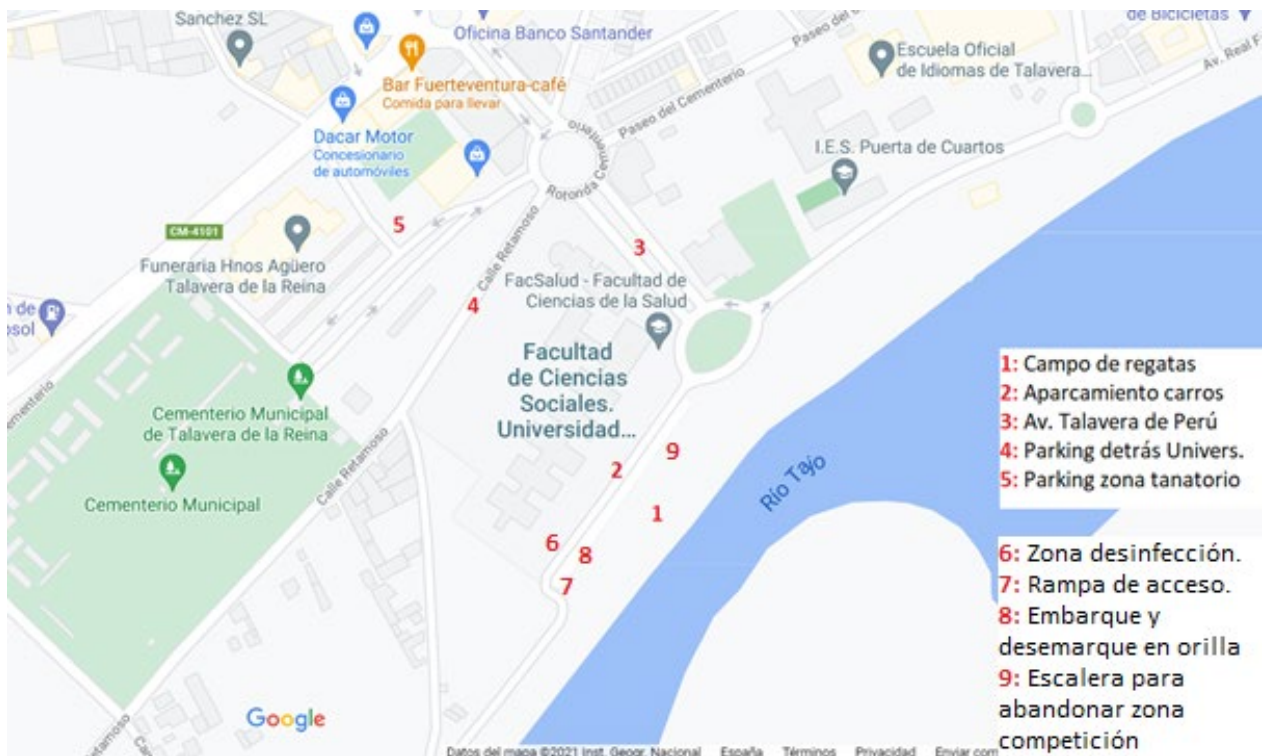 Sanchez SL
Oficina Banco Santander
Paseo del
de Bicicletas
Escuela Oficial
de Idiomas de Talavera...
Av. Real F
Bar Fuerteventura-café
Comida para llevar
Dacar Motor
Concesionario
de automóviles
Rotonda Cementerio
Paseo del Cementerio
I.E.S. Puerta de Cuartos
CM-4101
5
Funeraria Hnos Agüero
Talavera de la Reina
Calle Retamoso
3
4
FacSalud - Facultad de
Ciencias de la Salud
Facultad
de Ciencias
Sociales.
Universidad...
Cementerio Municipal
de Talavera de la Reina
Cementerio Municipal
Calle Retamoso
9
2
1
Río Tajo
6
8
7
1: Campo de regatas
2: Aparcamiento carros
3: Av. Talavera de Perú
4: Parking detrás Univers.
5: Parking zona tanatorio
6: Zona desinfección.
7: Rampa de acceso.
8: Embarque y
desemarque en orilla
9: Escalera para
abandonar zona
competición
Google
Datos del mapa ©2021 Inst. Geogr. Nacional España Términos Privacidad Enviar com